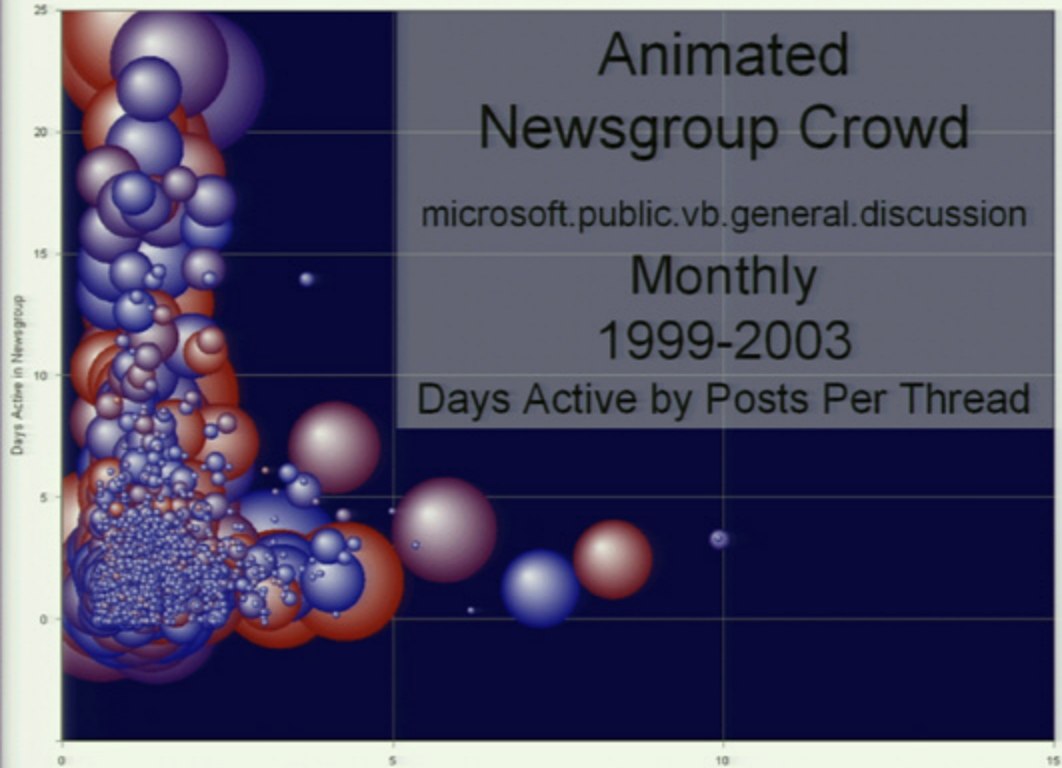 Animated
Newsgroup Crowd
microsoft.public.vb.general.discussion
Monthly
1999-2003
Days Active by Posts Per Thread
25
20
15
10
5
0
Days Active in Newsgroup
0
5
10
15